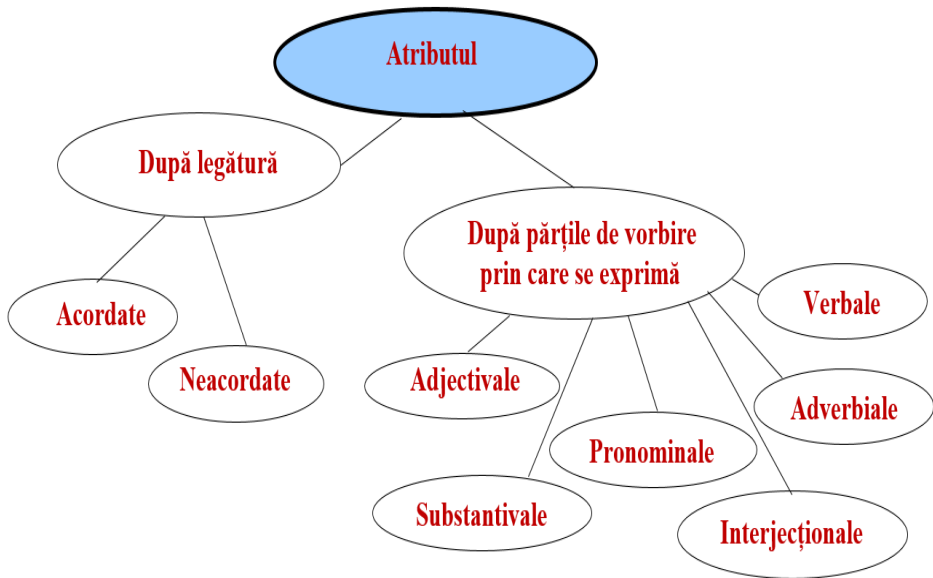 Atributul
După legătură
După părțile de vorbire
prin care se exprimă
Acordate
Neacordate
Adjectivale
Substantivale
Pronominale
Interjecționale
Adverbiale
Verbale